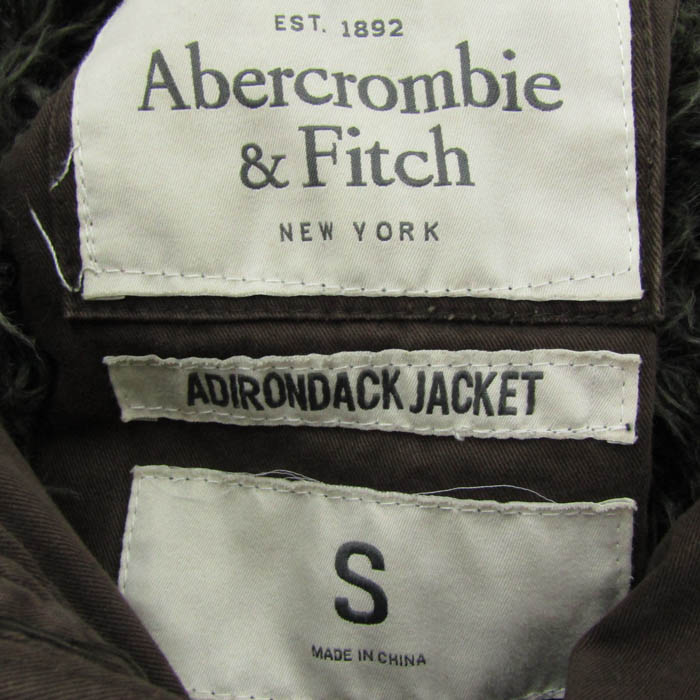 EST. 1892
Abercrombie
& Fitch
NEW YORK
ADIRONDACK JACKET
S
MADE IN CHINA